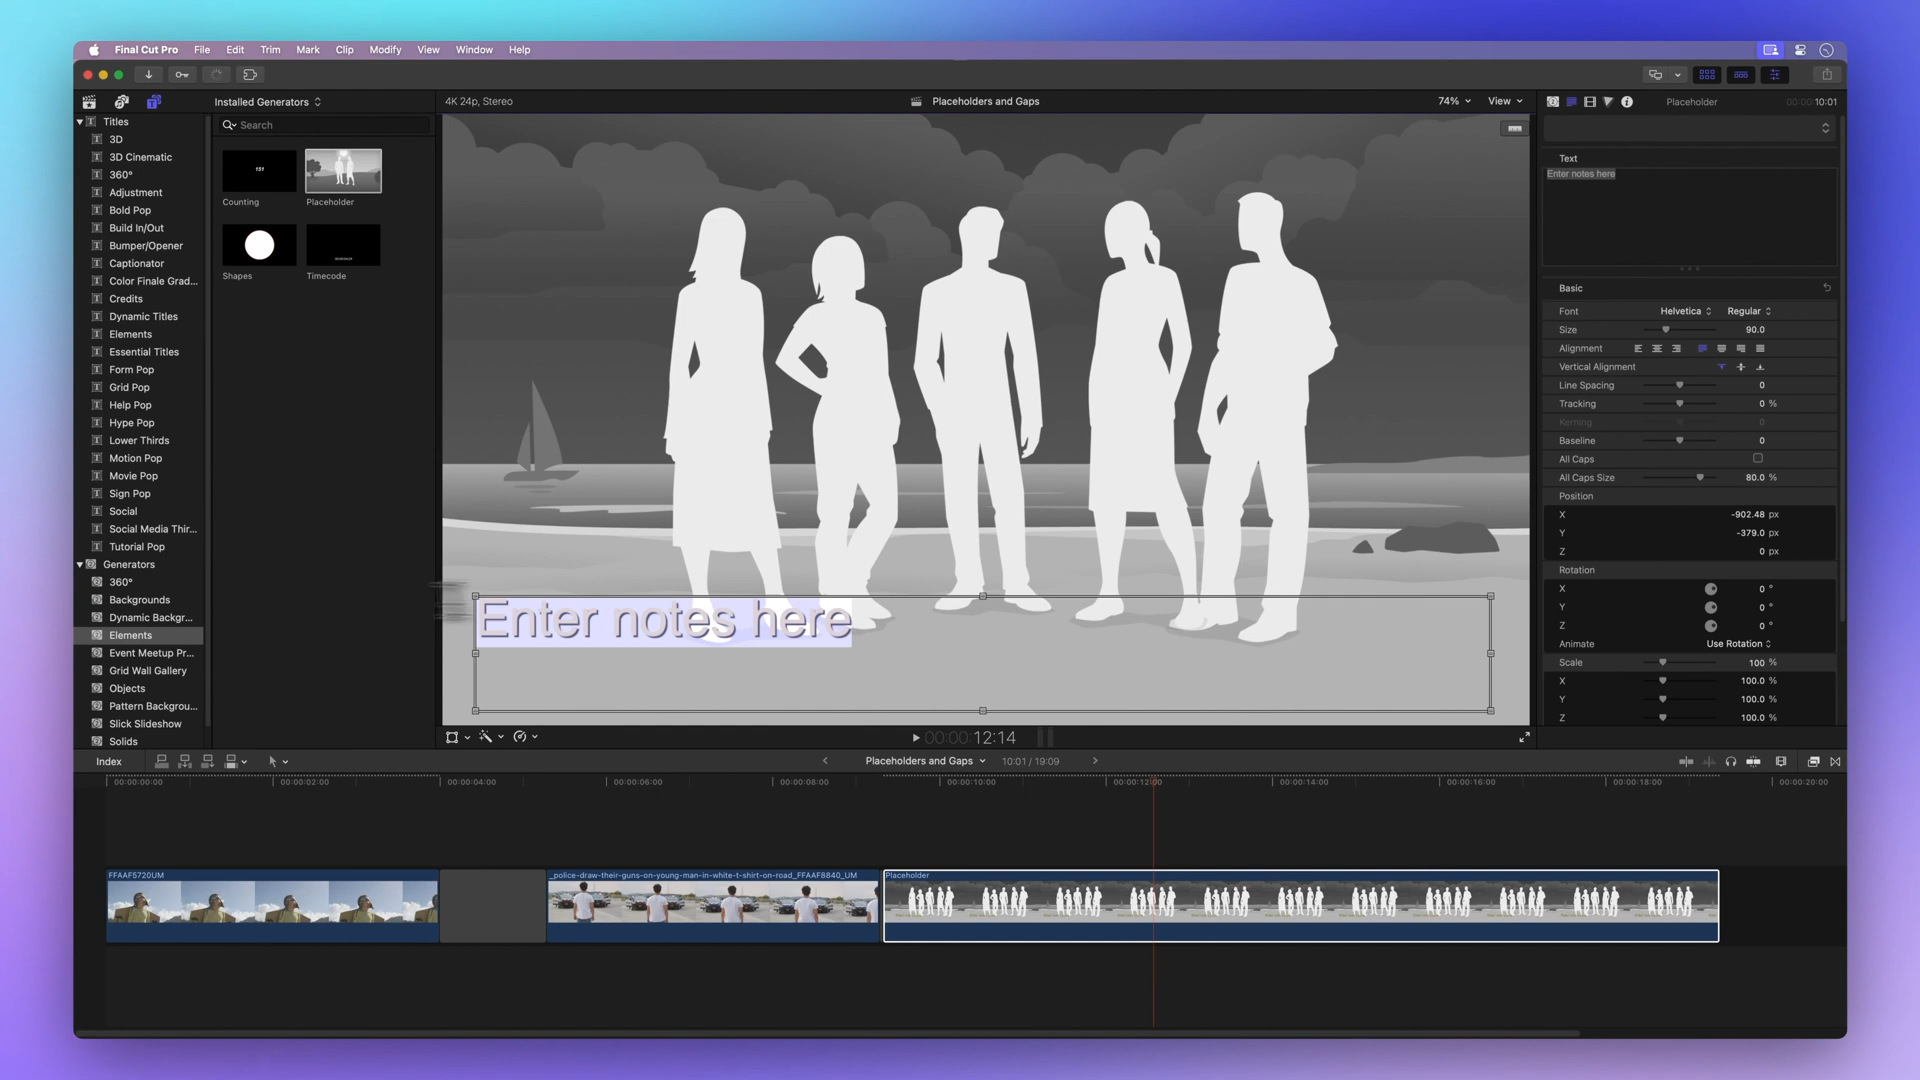 Final Cut Pro File Edit Trim Mark Clip Modify View Window Help
Installed Generators
4K 24p, Stereo
Placeholders and Gaps
74%
View
Placeholder
00:00:10:01
Titles
3D
3D Cinematic
360°
Adjustment
Bold Pop
Build In/Out
Bumper/Opener
Captionator
Color Finale Grad...
Credits
Dynamic Titles
Elements
Essential Titles
Form Pop
Grid Pop
Help Pop
Hype Pop
Lower Thirds
Motion Pop
Movie Pop
Sign Pop
Social
Social Media Thir...
Tutorial Pop
Generators
360°
Backgrounds
Dynamic Backgr...
Elements
Event Meetup Pr...
Grid Wall Gallery
Objects
Pattern Backgrou...
Slick Slideshow
Solids
Search
151
Counting
Placeholder
Shapes
Timecode
Enter notes here
00:00:12:14
Text
Enter notes here
Basic
Font Helvetica Regular
Size 90.0
Alignment
Vertical Alignment
Line Spacing 0
Tracking 0 %
Kerning 0
Baseline 0
All Caps
All Caps Size 80.0 %
Position
X -902.48 px
Y -379.0 px
Z 0 px
Rotation
X 0 °
Y 0 °
Z 0 °
Animate Use Rotation
Scale 100 %
X 100.0 %
Y 100.0 %
Z 100.0 %
Index
Placeholders and Gaps
10:01 / 19:09
00:00:00:00 00:00:02:00 00:00:04:00 00:00:06:00 00:00:08:00 00:00:10:00 00:00:12:00 00:00:14:00 00:00:16:00 00:00:18:00 00:00:20:00
FFAAF5720UM
_police-draw-their-guns-on-young-man-in-white-t-shirt-on-road_FFAAF8840_UM
Placeholder